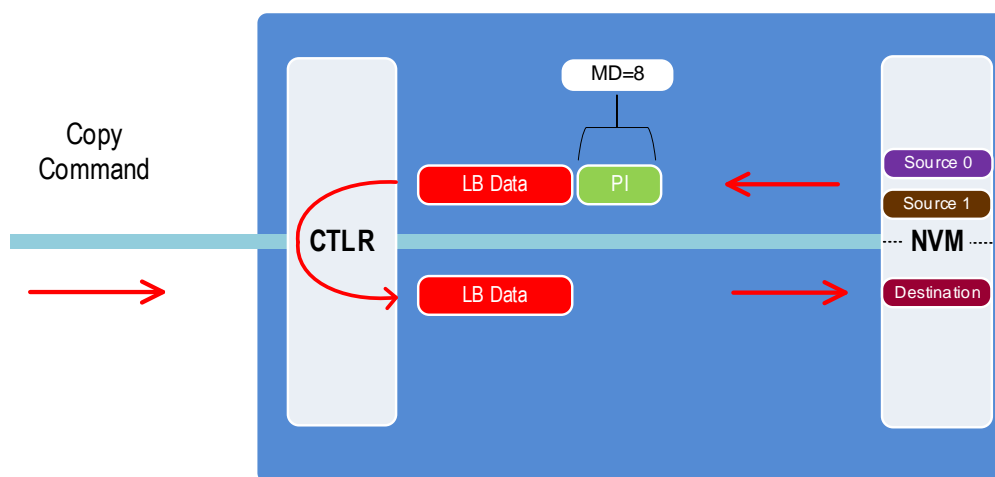 MD=8
Copy
Command
LB Data
PI
Source 0
Source 1
CTLR
NVM
LB Data
Destination